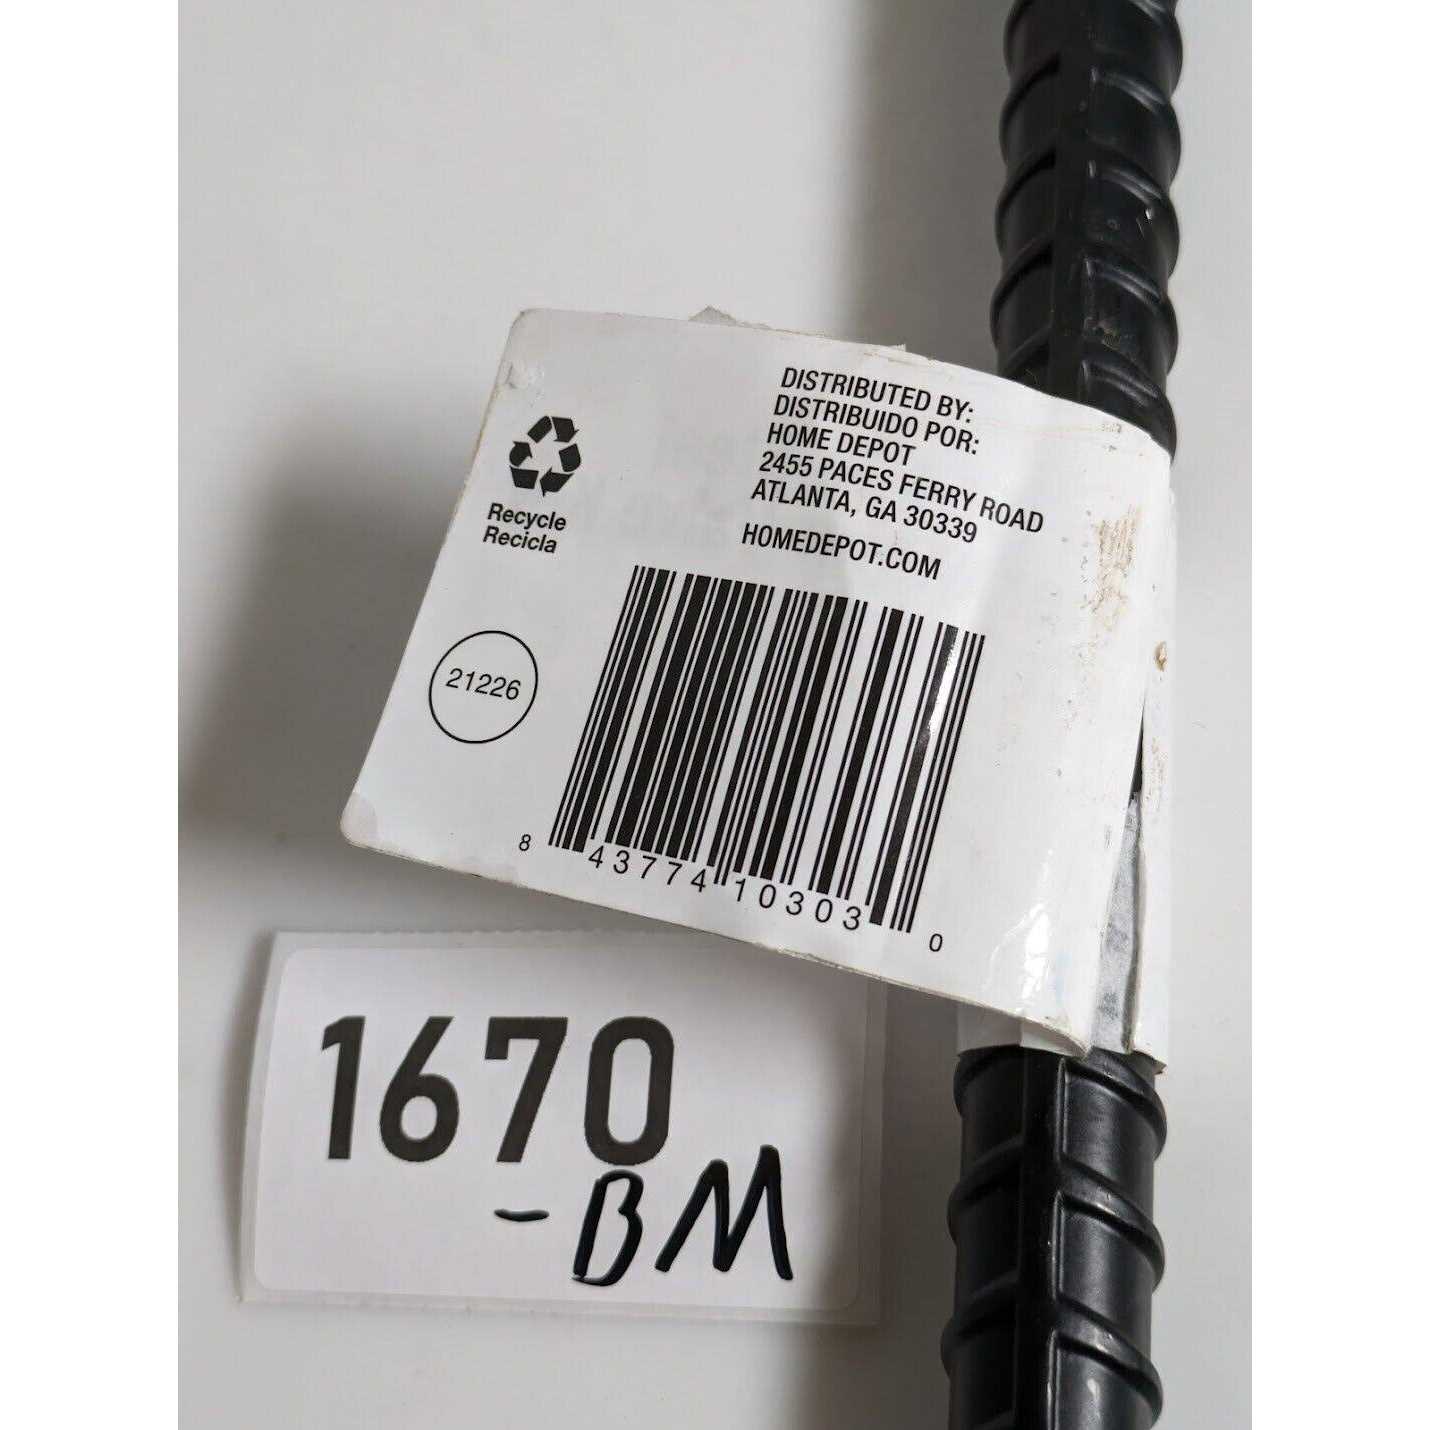 DISTRIBUTED BY:
DISTRIBUIDO POR:
HOME DEPOT
2455 PACES FERRY ROAD
ATLANTA, GA 30339
HOMEDEPOT.COM
Recycle
Recicla
21226
8 43774 10303 0
1670
-BM